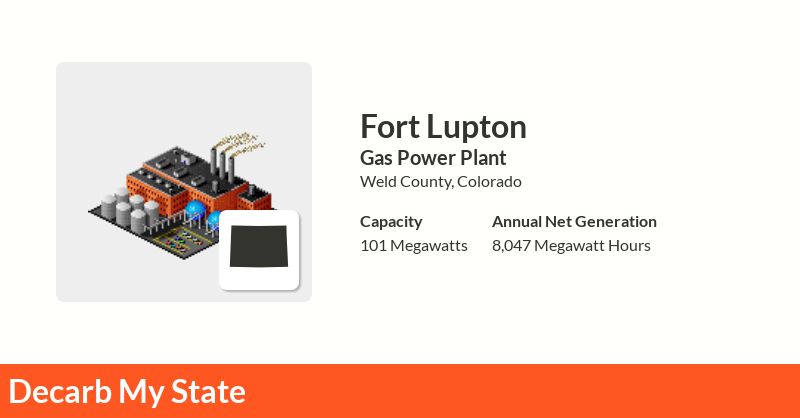 Fort Lupton
Gas Power Plant
Weld County, Colorado
Capacity
101 Megawatts
Annual Net Generation
8,047 Megawatt Hours
Decarb My State